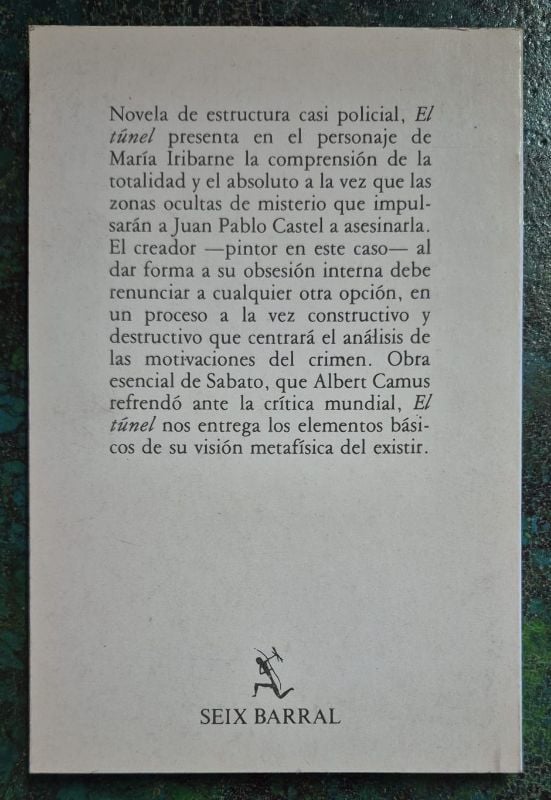 Novela de estructura casi policial, El
túnel presenta en el personaje de
María Iribarne la comprensión de la
totalidad y el absoluto a la vez que las
zonas ocultas de misterio que impul-
sarán a Juan Pablo Castel a asesinarla.
El creador —pintor en este caso— al
dar forma a su obsesión interna debe
renunciar a cualquier otra opción, en
un proceso a la vez constructivo y
destructivo que centrará el análisis de
las motivaciones del crimen. Obra
esencial de Sabato, que Albert Camus
refrendó ante la crítica mundial, El
túnel nos entrega los elementos bási-
cos de su visión metafísica del existir.
SEIX BARRAL